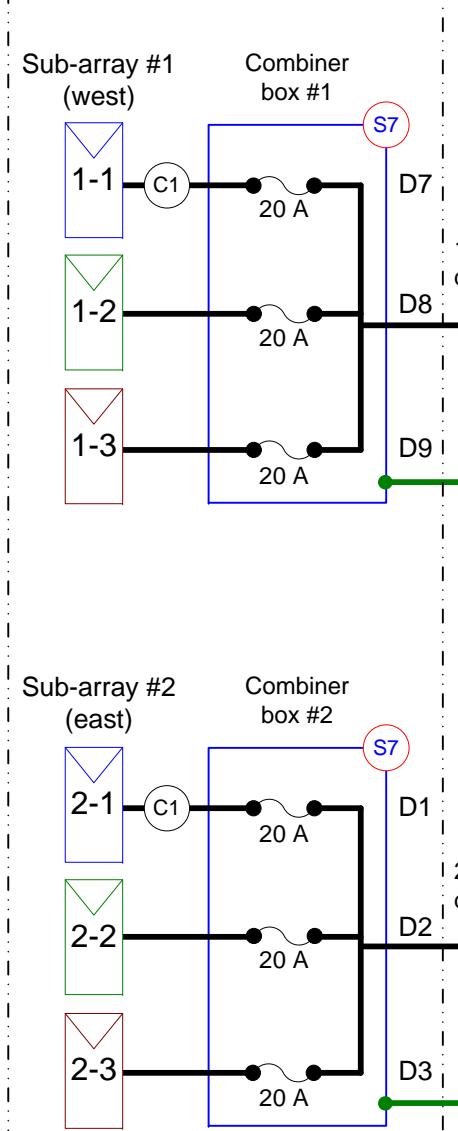 Sub-array #1
(west)
Combiner
box #1
S7
1-1
C1
20 A
D7
1-2
20 A
D8
1-3
20 A
D9
Sub-array #2
(east)
Combiner
box #2
S7
2-1
C1
20 A
D1
2-2
20 A
D2
2-3
20 A
D3